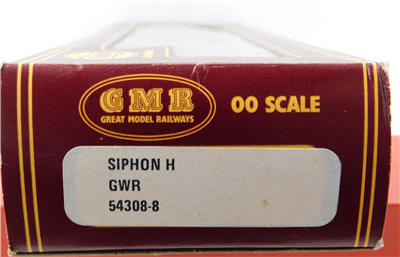 GMR
GREAT MODEL RAILWAYS
OO SCALE
SIPHON H
GWR
54308-8